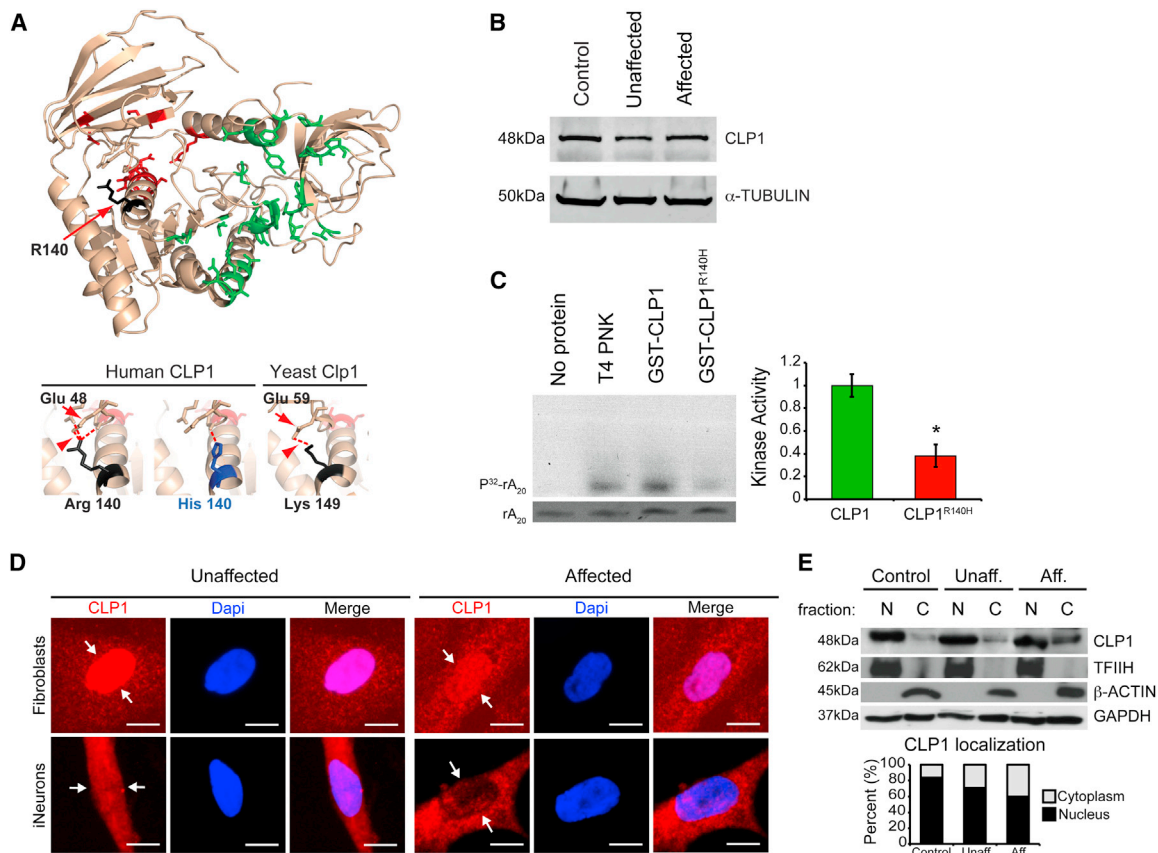 A
R140
Human CLP1
Yeast Clp1
Glu 48
Glu 59
Arg 140
His 140
Lys 149
B
Control
Unaffected
Affected
48kDa
CLP1
50kDa
α-TUBULIN
C
No protein
T4 PNK
GST-CLP1
GST-CLP1R140H
P32-rA20
rA20
Kinase Activity
1.2
1
0.8
0.6
0.4
0.2
0
*
CLP1
CLP1R140H
D
Unaffected
Affected
CLP1
Dapi
Merge
CLP1
Dapi
Merge
Fibroblasts
iNeurons
E
Control
Unaff.
Aff.
fraction:
N
C
N
C
N
C
48kDa
CLP1
62kDa
TFIIH
45kDa
β-ACTIN
37kDa
GAPDH
CLP1 localization
Percent (%)
100
80
60
40
20
0
Cytoplasm
Nucleus
Control
Unaff.
Aff.